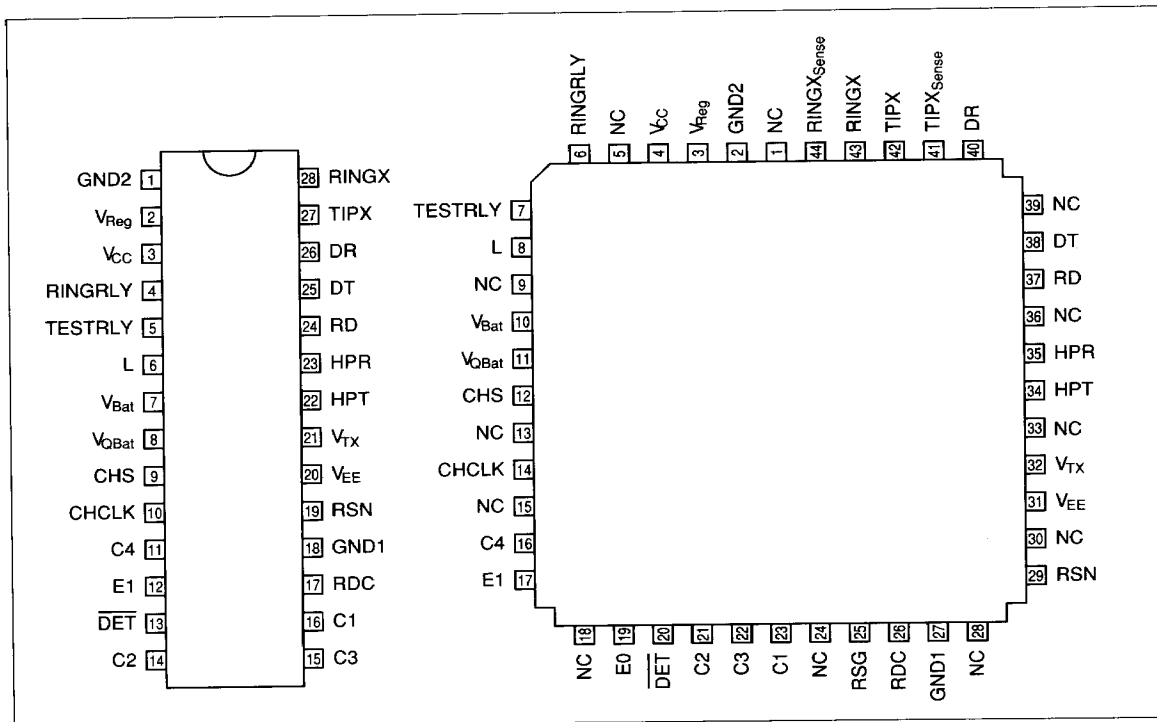 GND2 1
VReg 2
VCC 3
RINGRLY 4
TESTRLY 5
L 6
VBat 7
VQBat 8
CHS 9
CHCLK 10
C4 11
E1 12
DET 13
C2 14
28 RINGX
27 TIPX
26 DR
25 DT
24 RD
23 HPR
22 HPT
21 VTX
20 VEE
19 RSN
18 GND1
17 RDC
16 C1
15 C3
RINGRLY 6
NC 5
VCC 4
VReg 3
GND2 2
NC 1
RINGXSense 44
RINGX 43
TIPX 42
TIPXSense 41
DR 40
TESTRLY 7
L 8
NC 9
VBat 10
VQBat 11
CHS 12
NC 13
CHCLK 14
NC 15
C4 16
E1 17
39 NC
38 DT
37 RD
36 NC
35 HPR
34 HPT
33 NC
32 VTX
31 VEE
30 NC
29 RSN
NC 18
E0 19
DET 20
C2 21
C3 22
C1 23
NC 24
RSG 25
RDC 26
GND1 27
NC 28